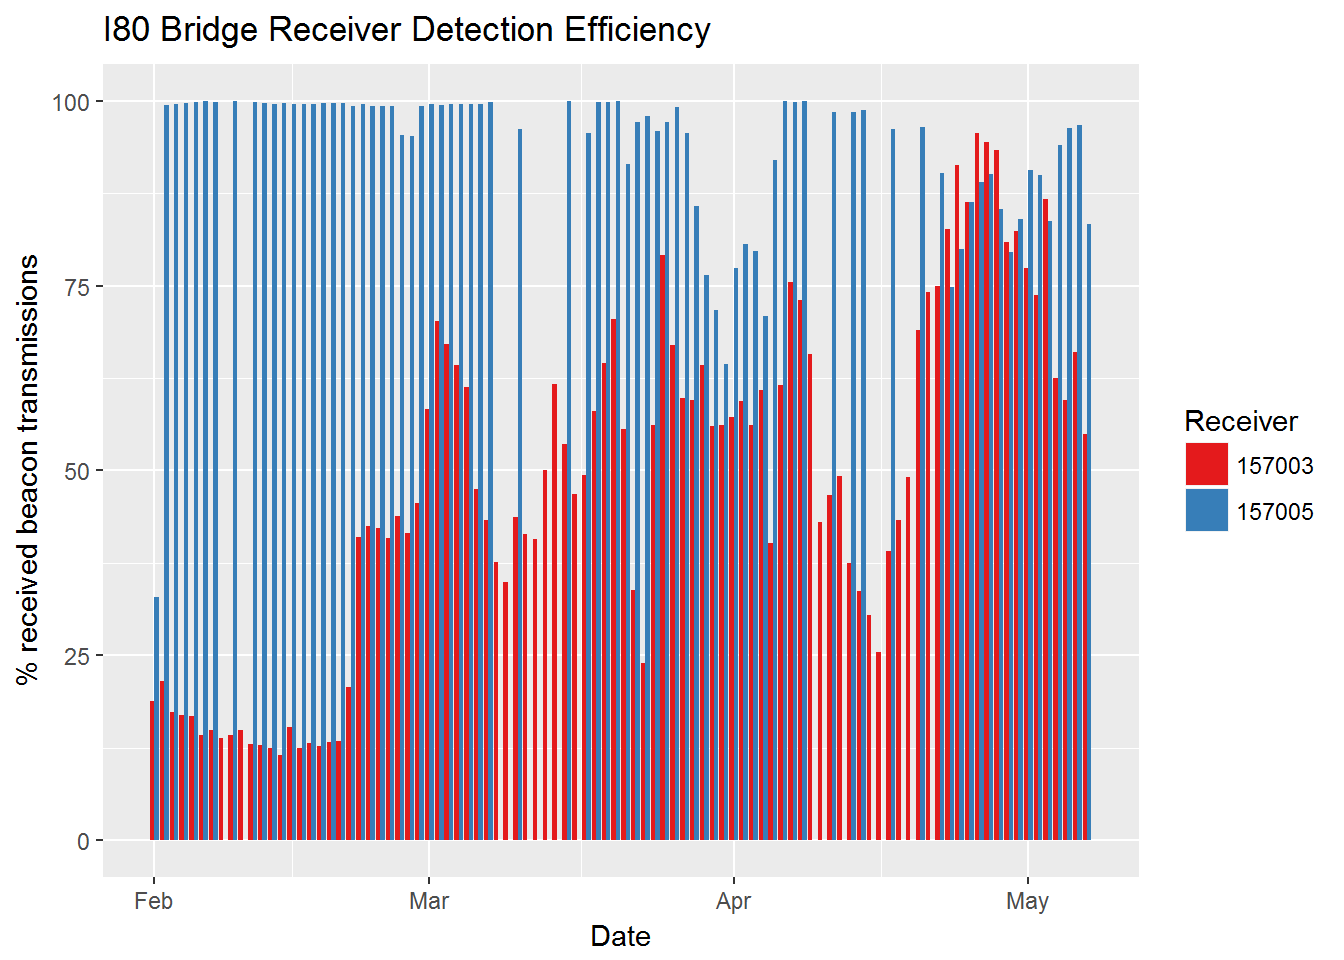 I80 Bridge Receiver Detection Efficiency
% received beacon transmissions
100
75
50
25
0
Feb
Mar
Apr
May
Date
Receiver
157003
157005